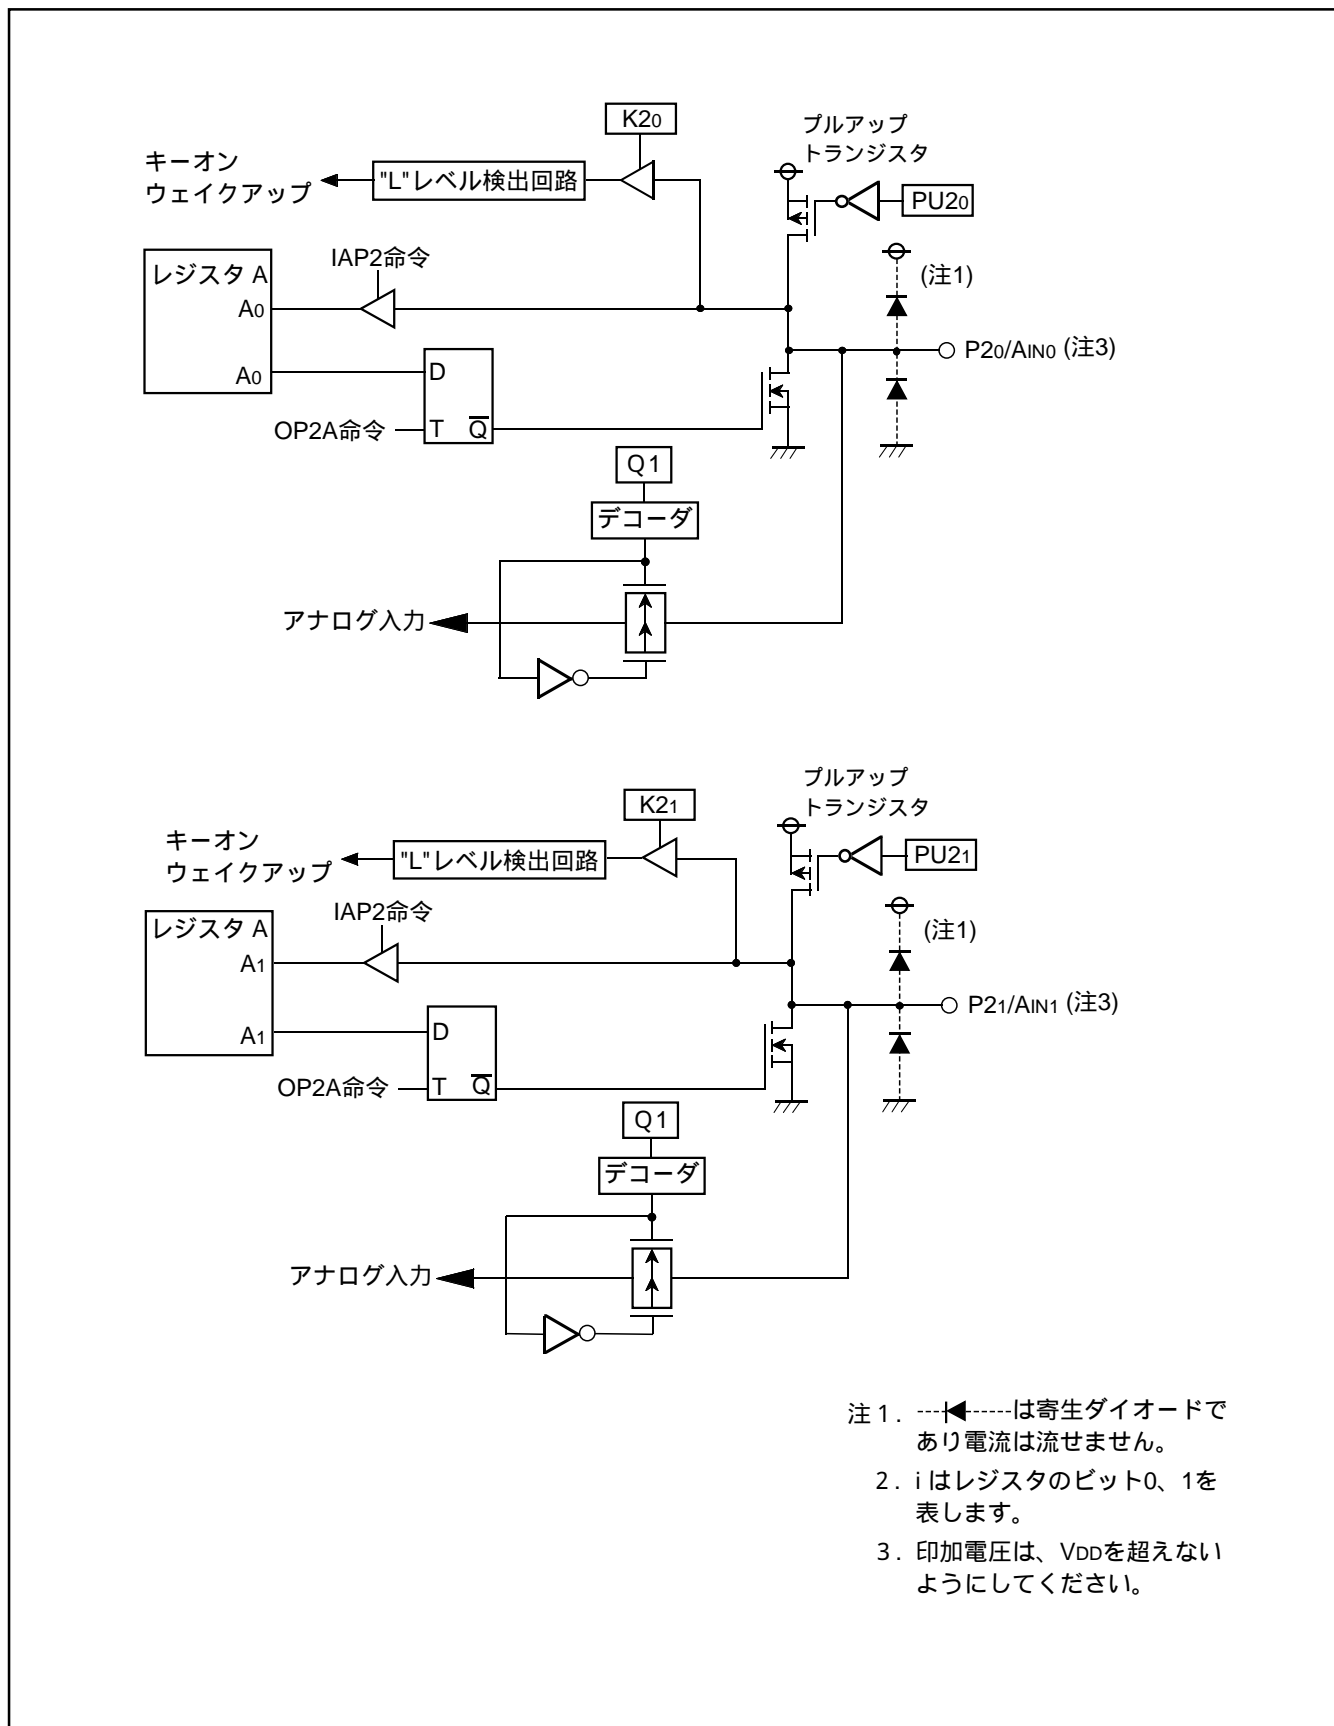 K20
プルアップ
トランジスタ
キーオン
ウェイクアップ
"L"レベル検出回路
PU20
IAP2命令
(注1)
レジスタ A
A0
P20/AIN0 (注3)
A0
D
OP2A命令
T Q̅
Q1
デコーダ
アナログ入力
プルアップ
トランジスタ
K21
キーオン
ウェイクアップ
"L"レベル検出回路
PU21
IAP2命令
(注1)
レジスタ A
A1
P21/AIN1 (注3)
A1
D
OP2A命令
T Q̅
Q1
デコーダ
アナログ入力
注 1 . は寄生ダイオードで
あり電流は流せません。
2 . i はレジスタのビット0、1を
表します。
3 . 印加電圧は、VDDを超えない
ようにしてください。